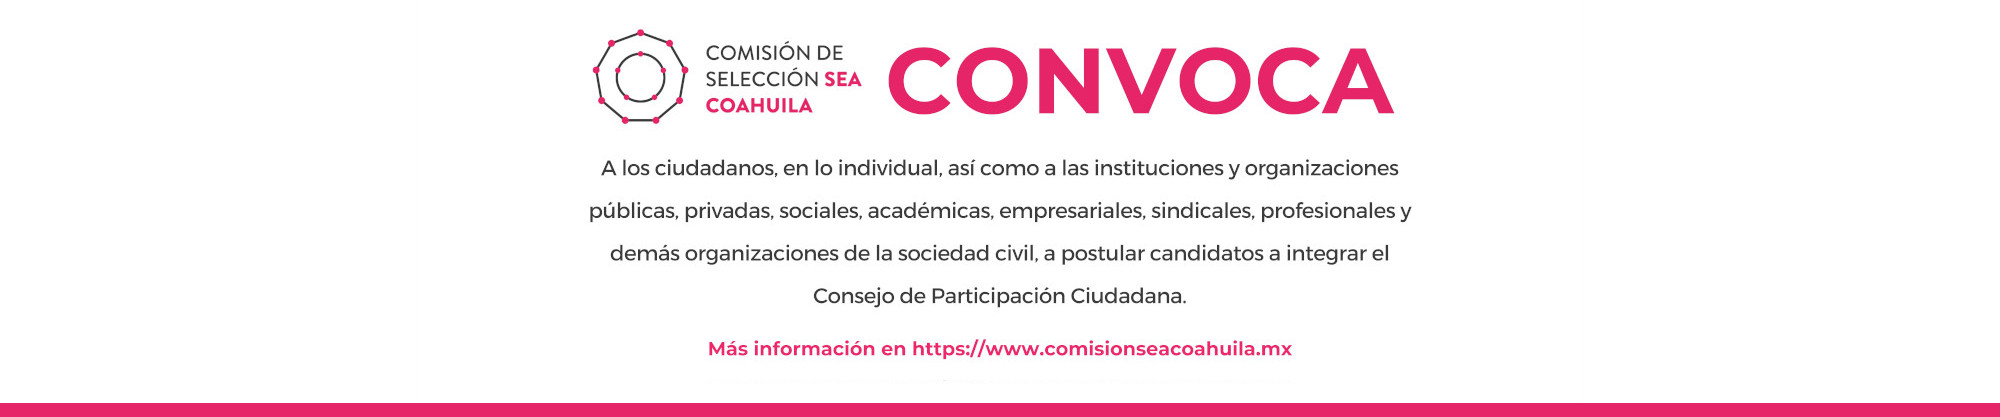 COMISIÓN DE
SELECCIÓN SEA
COAHUILA
CONVOCA
A los ciudadanos, en lo individual, así como a las instituciones y organizaciones
públicas, privadas, sociales, académicas, empresariales, sindicales, profesionales y
demás organizaciones de la sociedad civil, a postular candidatos a integrar el
Consejo de Participación Ciudadana.
Más información en https://www.comisionseacoahuila.mx